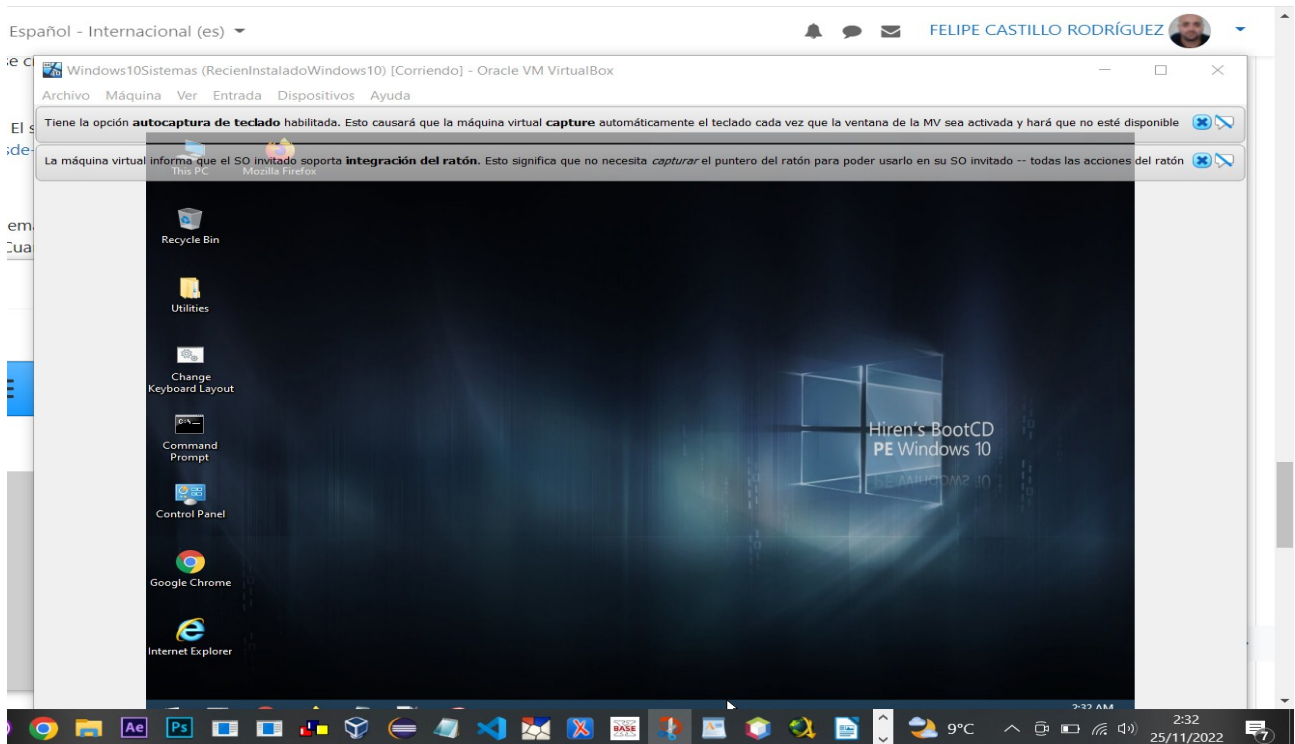 Español - Internacional (es)
FELIPE CASTILLO RODRÍGUEZ
Windows10Sistemas (RecienInstaladoWindows10) [Corriendo] - Oracle VM VirtualBox
Archivo Máquina Ver Entrada Dispositivos Ayuda
El s
Tiene la opción autocaptura de teclado habilitada. Esto causará que la máquina virtual capture automáticamente el teclado cada vez que la ventana de la MV sea activada y hará que no esté disponible
sde-
La máquina virtual informa que el SO invitado soporta integración del ratón. Esto significa que no necesita capturar el puntero del ratón para poder usarlo en su SO invitado -- todas las acciones del ratón
This PC
Mozilla Firefox
Recycle Bin
Utilities
Change
Keyboard Layout
Command
Prompt
Control Panel
Google Chrome
Internet Explorer
Hiren's BootCD
PE Windows 10
2:32 AM
Ae
Ps
BASE
9°C
2:32
25/11/2022
7